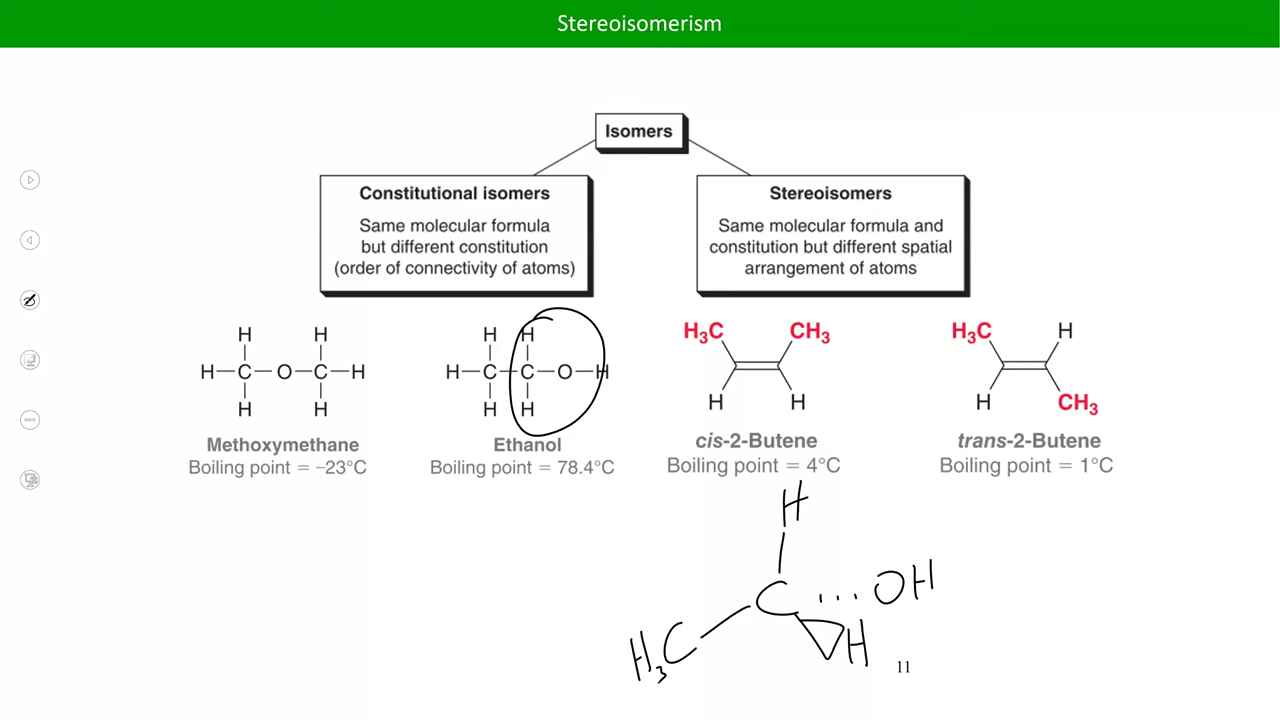 Stereoisomerism
Isomers
Constitutional isomers
Same molecular formula
but different constitution
(order of connectivity of atoms)
Stereoisomers
Same molecular formula and
constitution but different spatial
arrangement of atoms
H H
H—C—O—C—H
H H
Methoxymethane
Boiling point = –23°C
H H
H—C—C—O—H
H H
Ethanol
Boiling point = 78.4°C
H₃C CH₃
H H
cis-2-Butene
Boiling point = 4°C
H₃C H
H CH₃
trans-2-Butene
Boiling point = 1°C
H
C ... OH
H₃C H
11